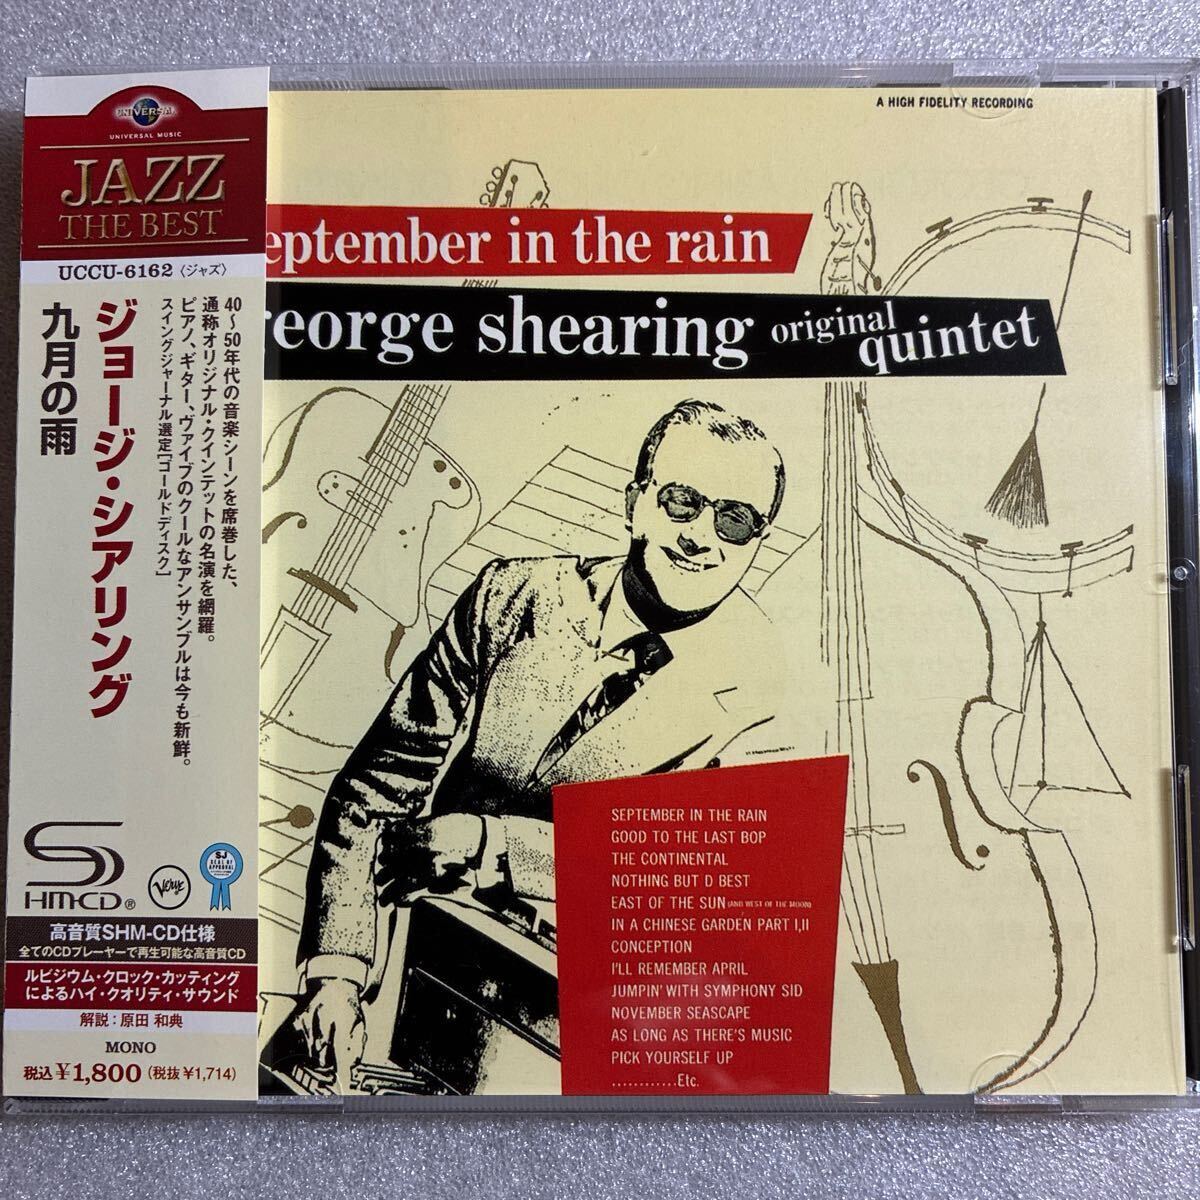 UNIVERSAL
UNIVERSAL MUSIC
JAZZ
THE BEST
UCCU-6162〈ジャズ〉
ジョージ・シアリング
九月の雨
40〜50年代の音楽シーンを席巻した、
通称オリジナル・クインテットの名演を網羅。
ピアノ、ギター、ヴァイブのクールなアンサンブルは今も新鮮。
スイングジャーナル選定[ゴールドディスク]
HM-CD®
Verve
SJ
SEAL OF
APPROVAL
高音質SHM-CD仕様
全てのCDプレーヤーで再生可能な高音質CD
ルビジウム・クロック・カッティング
によるハイ・クオリティ・サウンド
解説：原田 和典
MONO
税込¥1,800（税抜¥1,714）
A HIGH FIDELITY RECORDING
eptember in the rain
eorge shearing original quintet
SEPTEMBER IN THE RAIN
GOOD TO THE LAST BOP
THE CONTINENTAL
NOTHING BUT D BEST
EAST OF THE SUN (AND WEST OF THE MOON)
IN A CHINESE GARDEN PART I,II
CONCEPTION
I'LL REMEMBER APRIL
JUMPIN' WITH SYMPHONY SID
NOVEMBER SEASCAPE
AS LONG AS THERE'S MUSIC
PICK YOURSELF UP
............Etc.